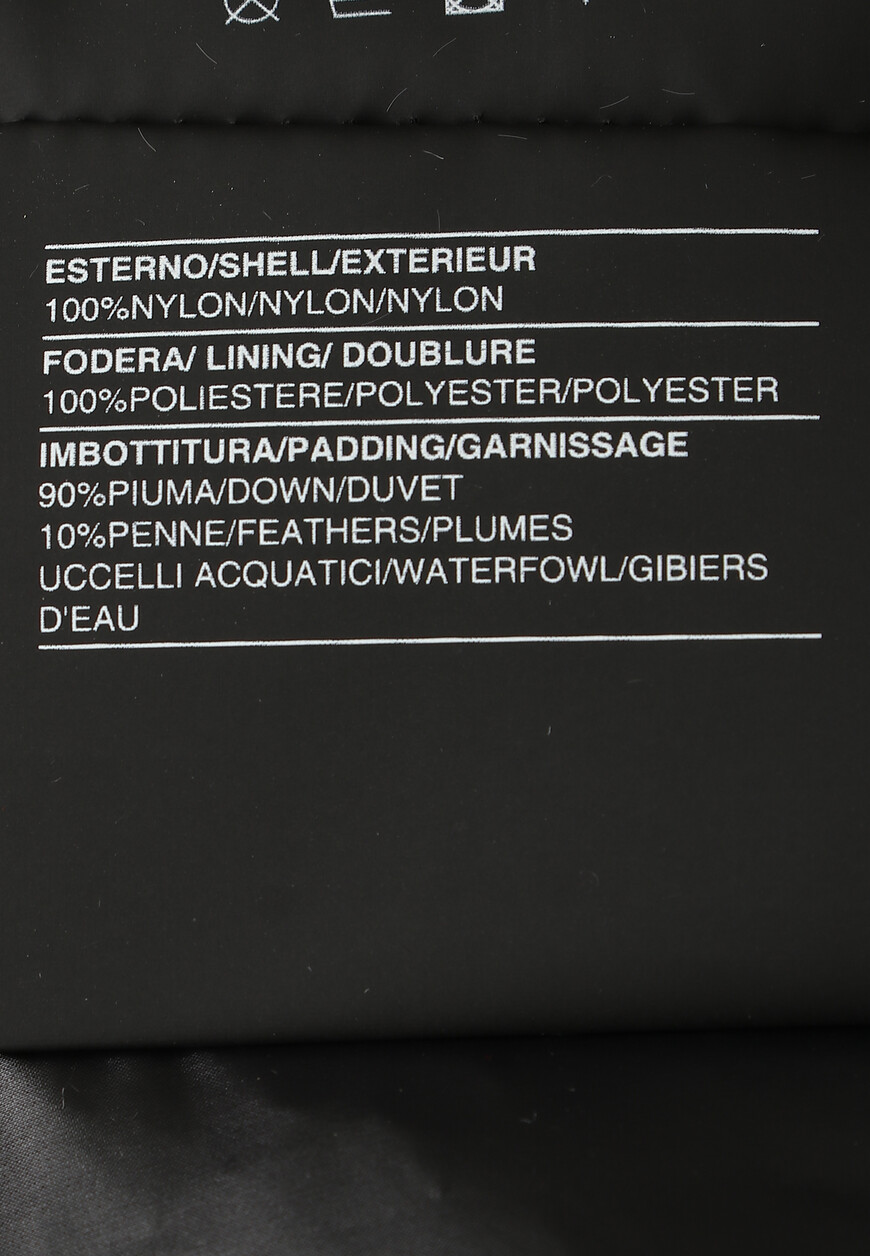 ESTERNO/SHELL/EXTERIEUR
100%NYLON/NYLON/NYLON
FODERA/ LINING/ DOUBLURE
100%POLIESTERE/POLYESTER/POLYESTER
IMBOTTITURA/PADDING/GARNISSAGE
90%PIUMA/DOWN/DUVET
10%PENNE/FEATHERS/PLUMES
UCCELLI ACQUATICI/WATERFOWL/GIBIERS
D'EAU